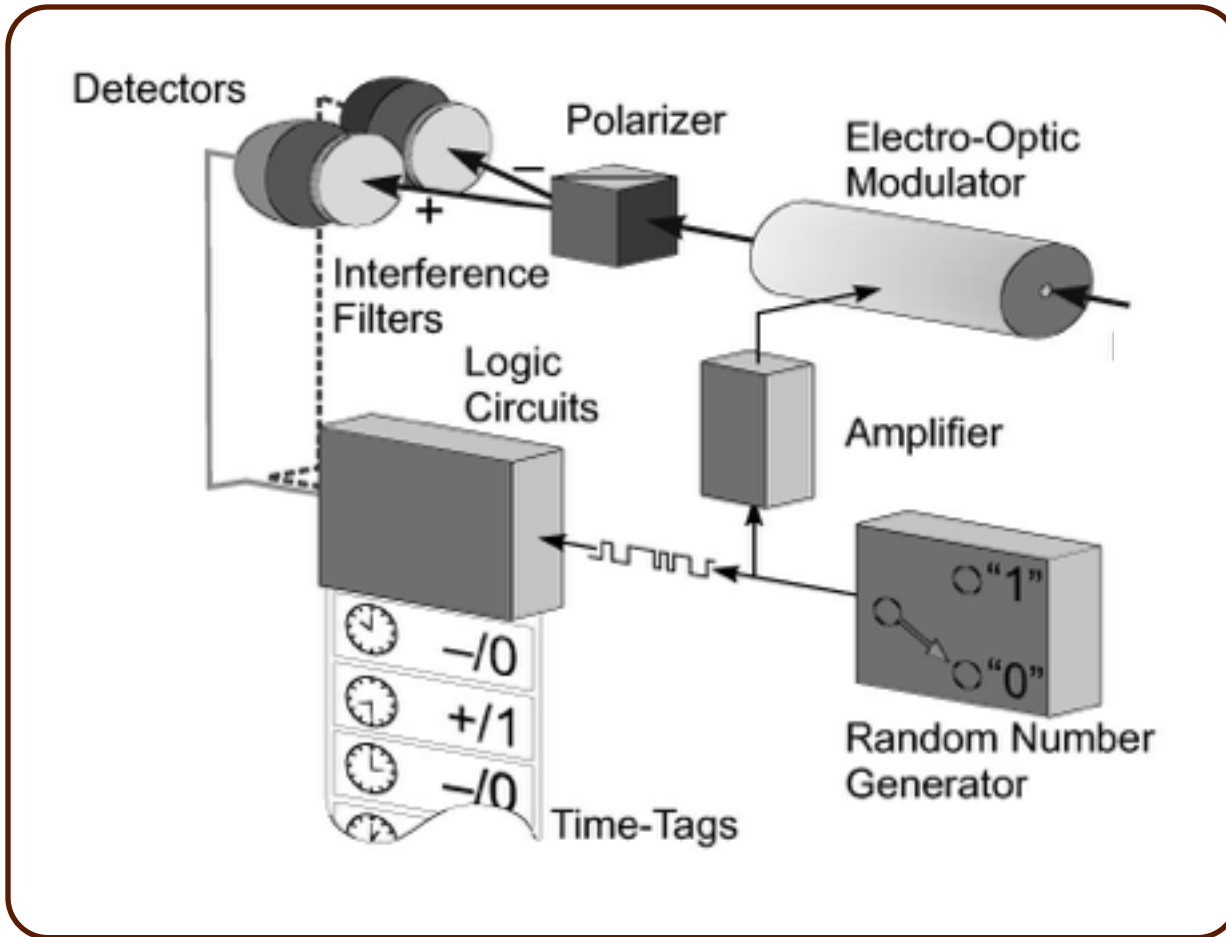 Detectors
Polarizer
Electro-Optic
Modulator
–
+
Interference
Filters
Logic
Circuits
Amplifier
“1”
“0”
–/0
+/1
–/0
Random Number
Generator
Time-Tags